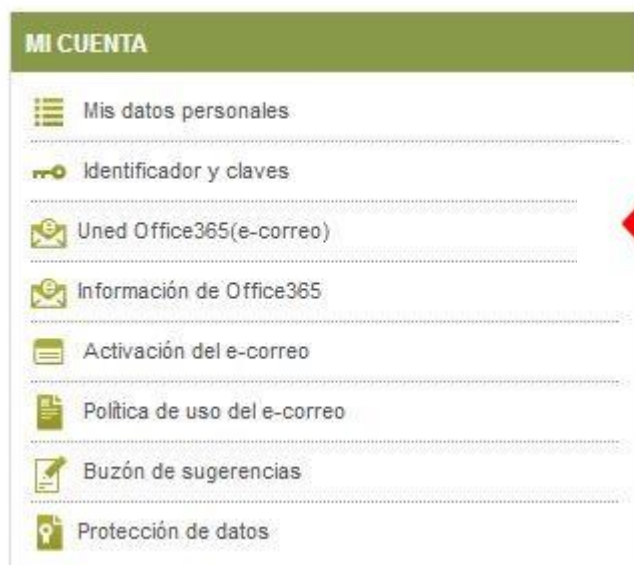 MI CUENTA
Mis datos personales
Identificador y claves
Uned Office365(e-correo)
Información de Office365
Activación del e-correo
Política de uso del e-correo
Buzón de sugerencias
Protección de datos